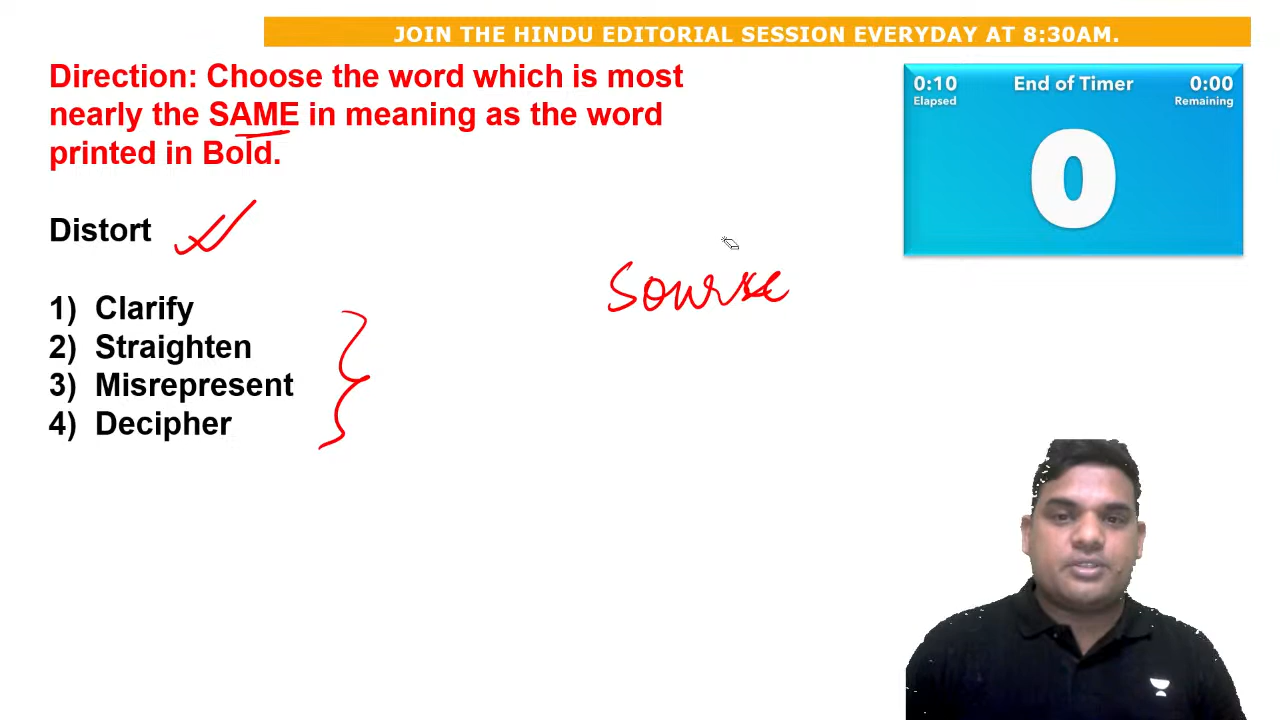 JOIN THE HINDU EDITORIAL SESSION EVERYDAY AT 8:30AM.
Direction: Choose the word which is most
nearly the SAME in meaning as the word
printed in Bold.
0:10 End of Timer 0:00
Elapsed Remaining
0
Distort
1) Clarify
2) Straighten
3) Misrepresent
4) Decipher